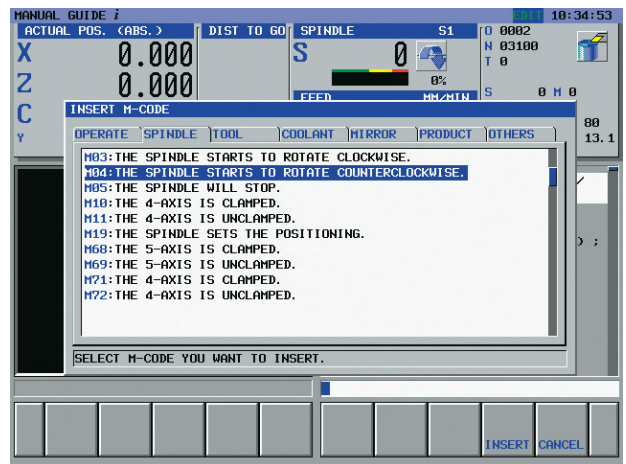 MANUAL GUIDE i EDIT 10:34:53
ACTUAL POS. (ABS.) DIST TO GO SPINDLE S1 O 0002
X 0.000 S 0 N 03100
T 0
Z 0.000 0%
FEED MM/MIN S 0 M 0
C INSERT M-CODE 80
Y OPERATE SPINDLE TOOL COOLANT MIRROR PRODUCT OTHERS 13.1
M03:THE SPINDLE STARTS TO ROTATE CLOCKWISE.
M04:THE SPINDLE STARTS TO ROTATE COUNTERCLOCKWISE.
M05:THE SPINDLE WILL STOP.
M10:THE 4-AXIS IS CLAMPED.
M11:THE 4-AXIS IS UNCLAMPED.
M19:THE SPINDLE SETS THE POSITIONING.
) ;
M68:THE 5-AXIS IS CLAMPED.
M69:THE 5-AXIS IS UNCLAMPED.
M71:THE 4-AXIS IS CLAMPED.
M72:THE 4-AXIS IS UNCLAMPED.
SELECT M-CODE YOU WANT TO INSERT.
INSERT CANCEL